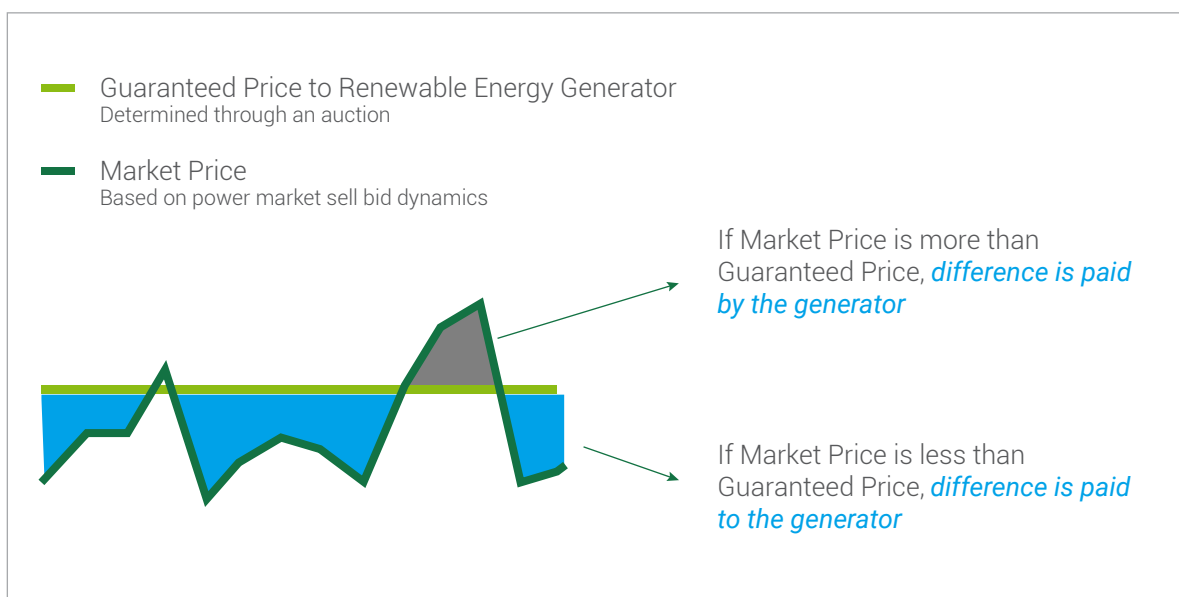 Guaranteed Price to Renewable Energy Generator
Determined through an auction
Market Price
Based on power market sell bid dynamics
If Market Price is more than
Guaranteed Price, difference is paid
by the generator
If Market Price is less than
Guaranteed Price, difference is paid
to the generator